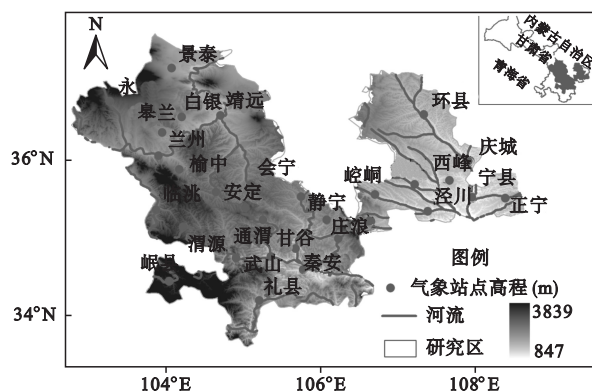 N
内蒙古自治区
甘肃省
青海省
景泰
永
白银
靖远
皋兰
兰州
榆中
会宁
临洮
安定
静宁
庄浪
渭源
通渭
甘谷
岷县
武山
秦安
礼县
环县
庆城
西峰
宁县
崆峒
泾川
正宁
图例
气象站点高程(m)
河流
3839
研究区
847
36°N
34°N
104°E
106°E
108°E